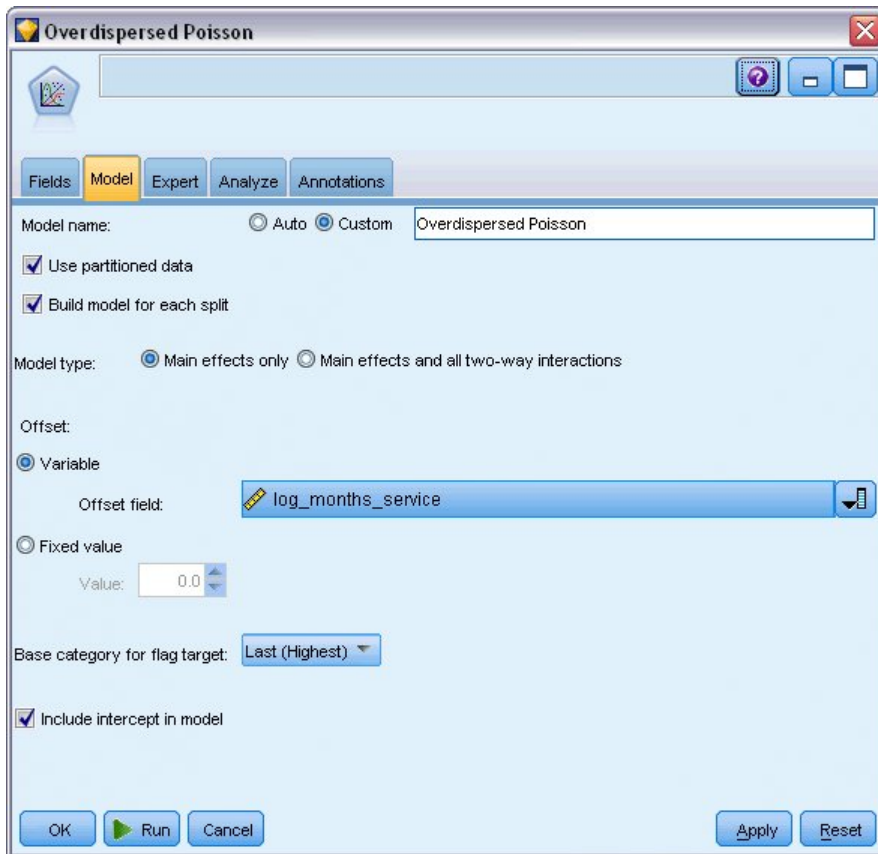 Overdispersed Poisson
Fields Model Expert Analyze Annotations
Model name: Auto Custom Overdispersed Poisson
Use partitioned data
Build model for each split
Model type: Main effects only Main effects and all two-way interactions
Offset:
Variable
Offset field: log_months_service
Fixed value
Value: 0.0
Base category for flag target: Last (Highest)
Include intercept in model
OK Run Cancel Apply Reset